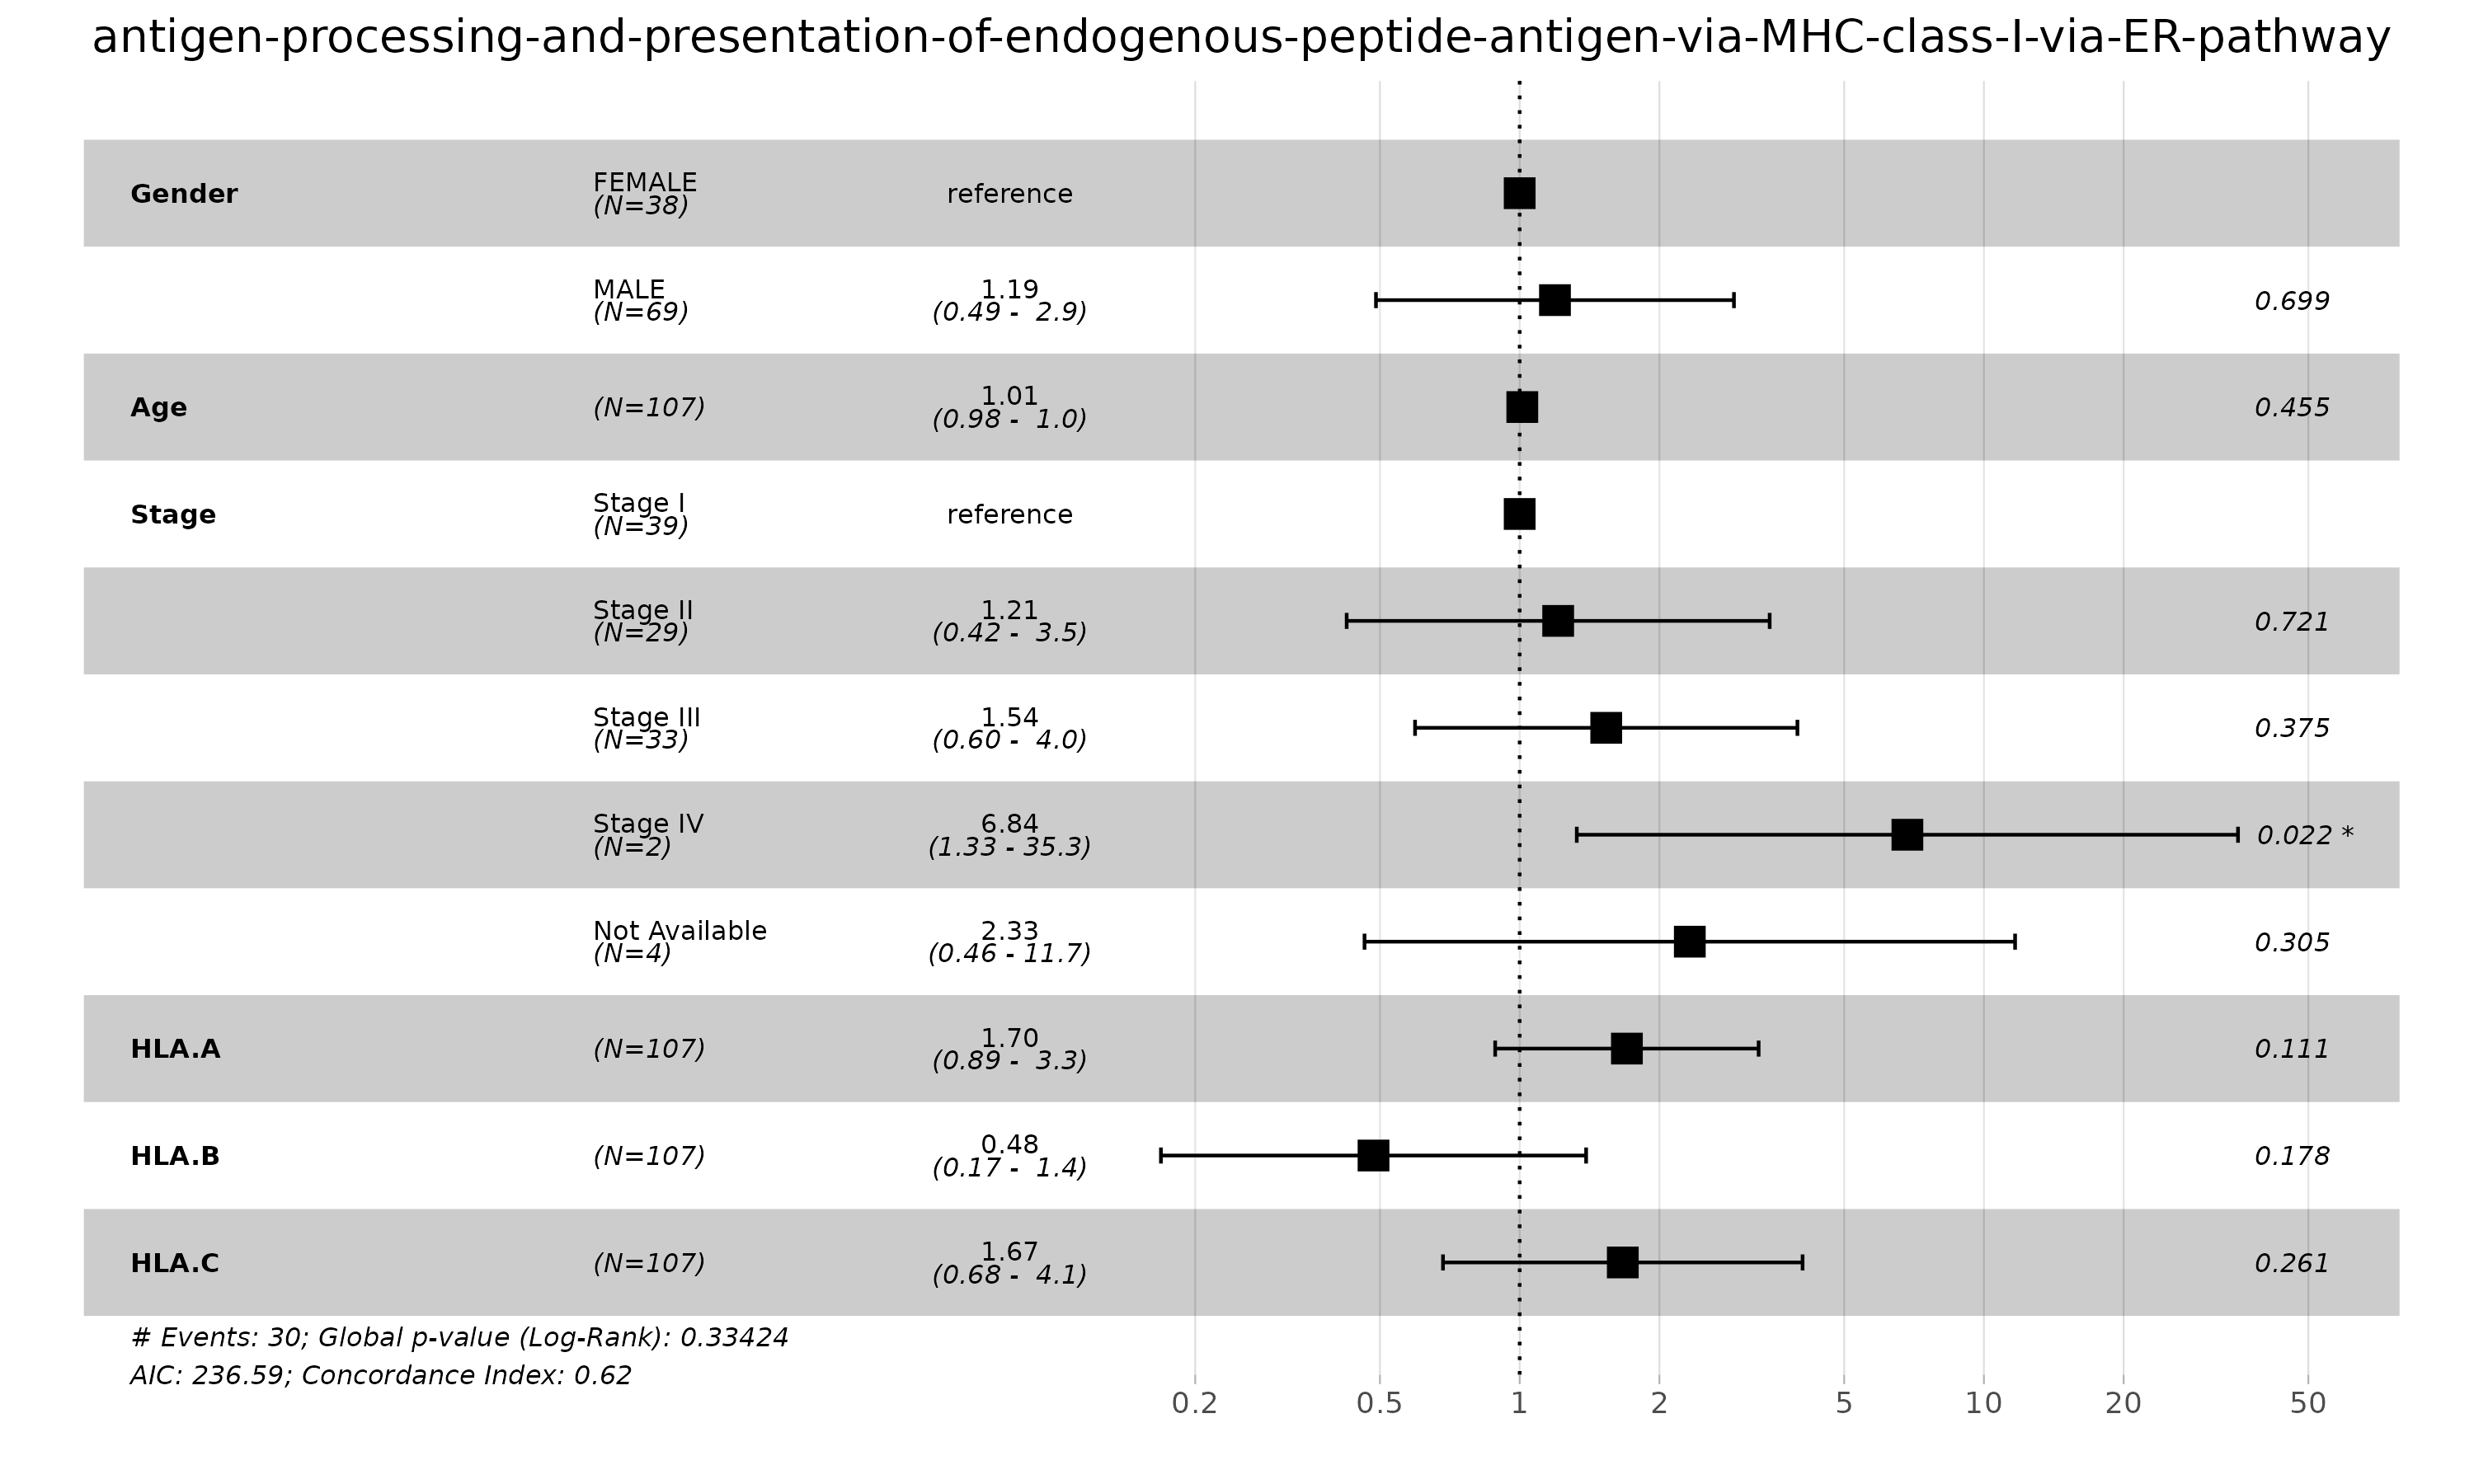 antigen-processing-and-presentation-of-endogenous-peptide-antigen-via-MHC-class-I-via-ER-pathway
Gender FEMALE reference
(N=38)
MALE 1.19 0.699
(N=69) (0.49 - 2.9)
Age (N=107) 1.01 0.455
(0.98 - 1.0)
Stage Stage I reference
(N=39)
Stage II 1.21 0.721
(N=29) (0.42 - 3.5)
Stage III 1.54 0.375
(N=33) (0.60 - 4.0)
Stage IV 6.84 0.022 *
(N=2) (1.33 - 35.3)
Not Available 2.33 0.305
(N=4) (0.46 - 11.7)
HLA.A (N=107) 1.70 0.111
(0.89 - 3.3)
HLA.B (N=107) 0.48 0.178
(0.17 - 1.4)
HLA.C (N=107) 1.67 0.261
(0.68 - 4.1)
# Events: 30; Global p-value (Log-Rank): 0.33424
AIC: 236.59; Concordance Index: 0.62
0.2 0.5 1 2 5 10 20 50